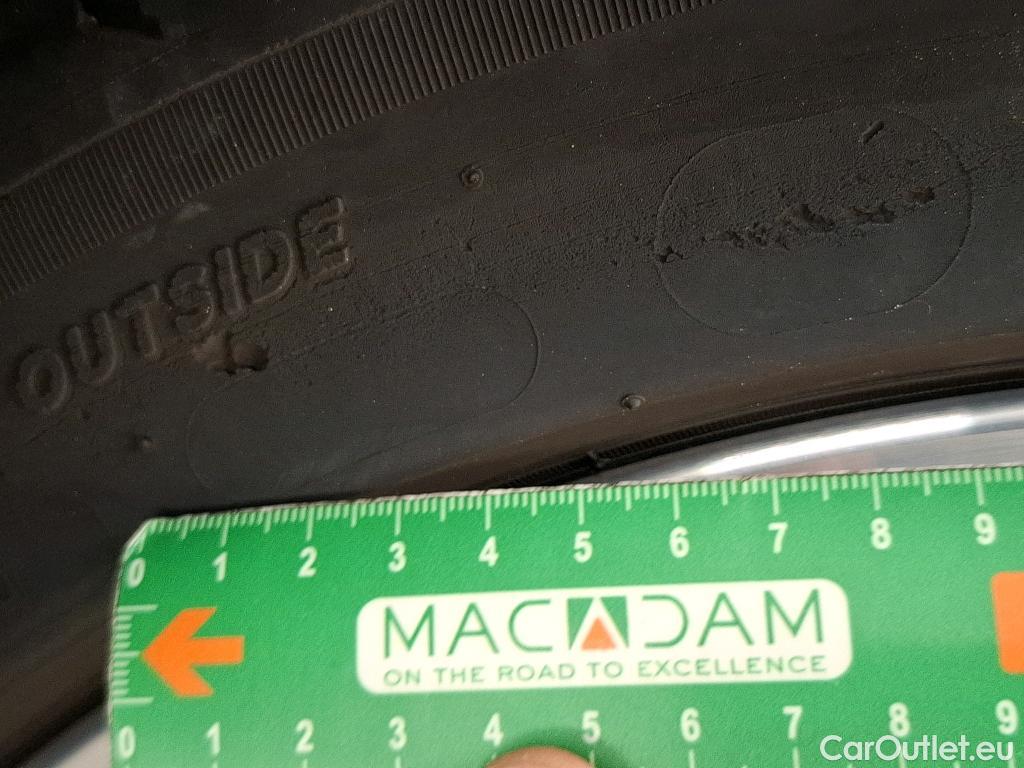 OUTSIDE
0 1 2 3 4 5 6 7 8 9
MACADAM
ON THE ROAD TO EXCELLENCE
0 1 2 3 4 5 6 7 8 9
CarOutlet.eu